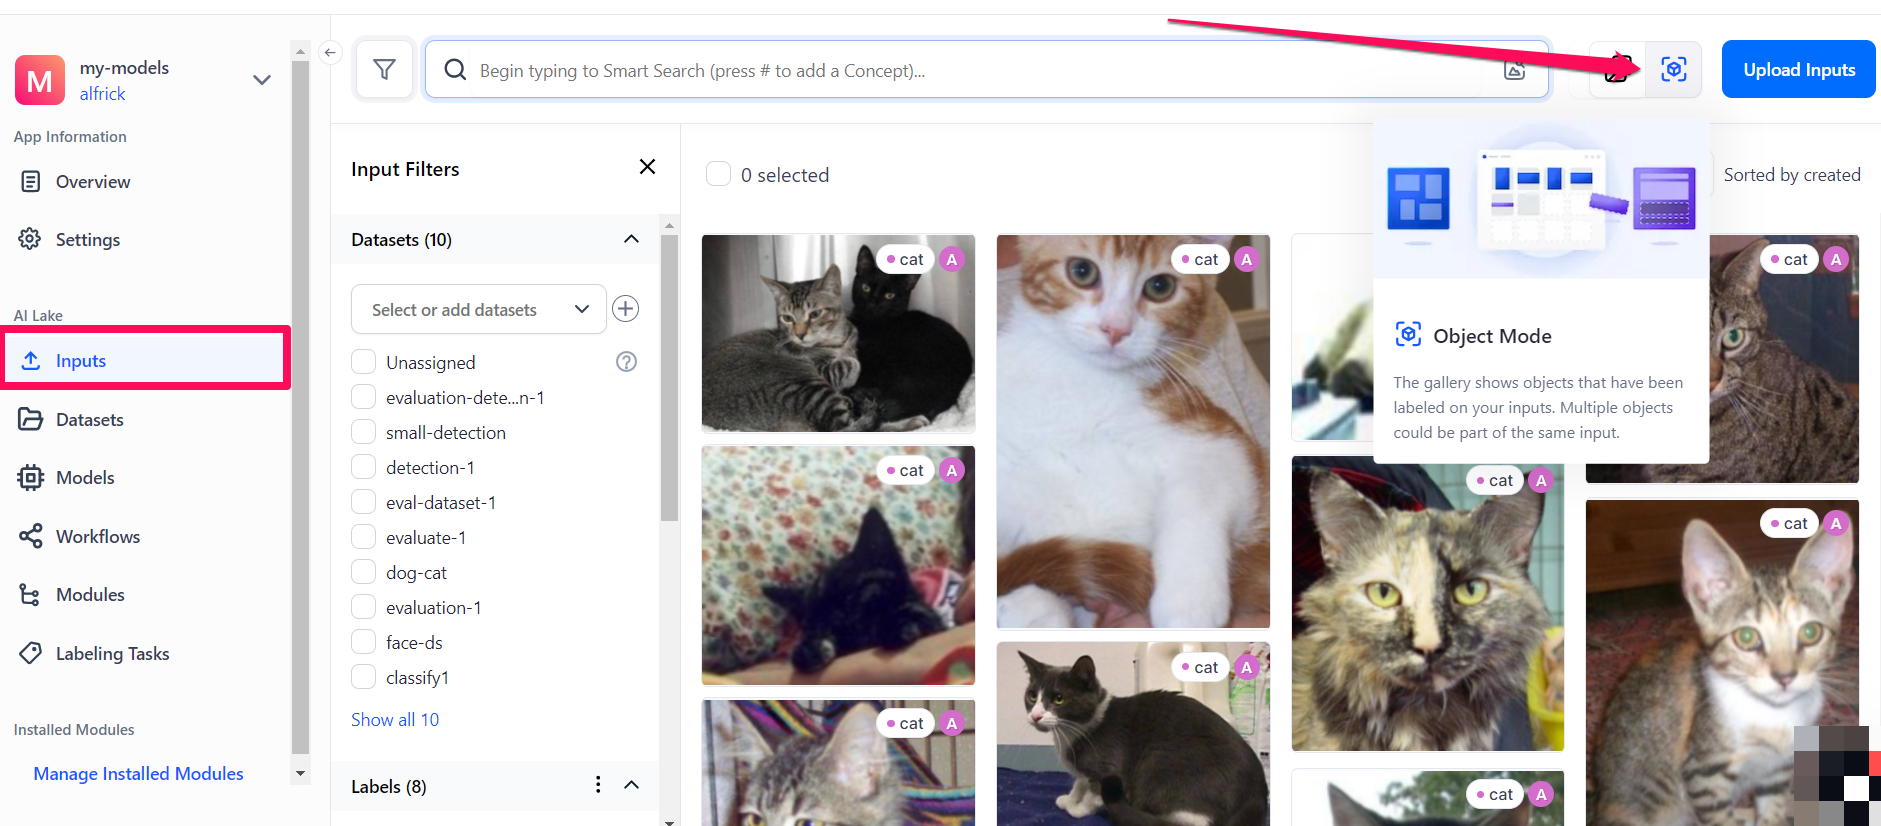 M
my-models
alfrick
App Information
Overview
Settings
AI Lake
Inputs
Datasets
Models
Workflows
Modules
Labeling Tasks
Installed Modules
Manage Installed Modules
Begin typing to Smart Search (press # to add a Concept)...
Upload Inputs
Input Filters
Datasets (10)
Select or add datasets
Unassigned
evaluation-dete...n-1
small-detection
detection-1
eval-dataset-1
evaluate-1
dog-cat
evaluation-1
face-ds
classify1
Show all 10
Labels (8)
0 selected
Sorted by created
Object Mode
The gallery shows objects that have been
labeled on your inputs. Multiple objects
could be part of the same input.
cat A
cat A
cat A
cat A
cat A
cat A
cat A
cat A
cat A